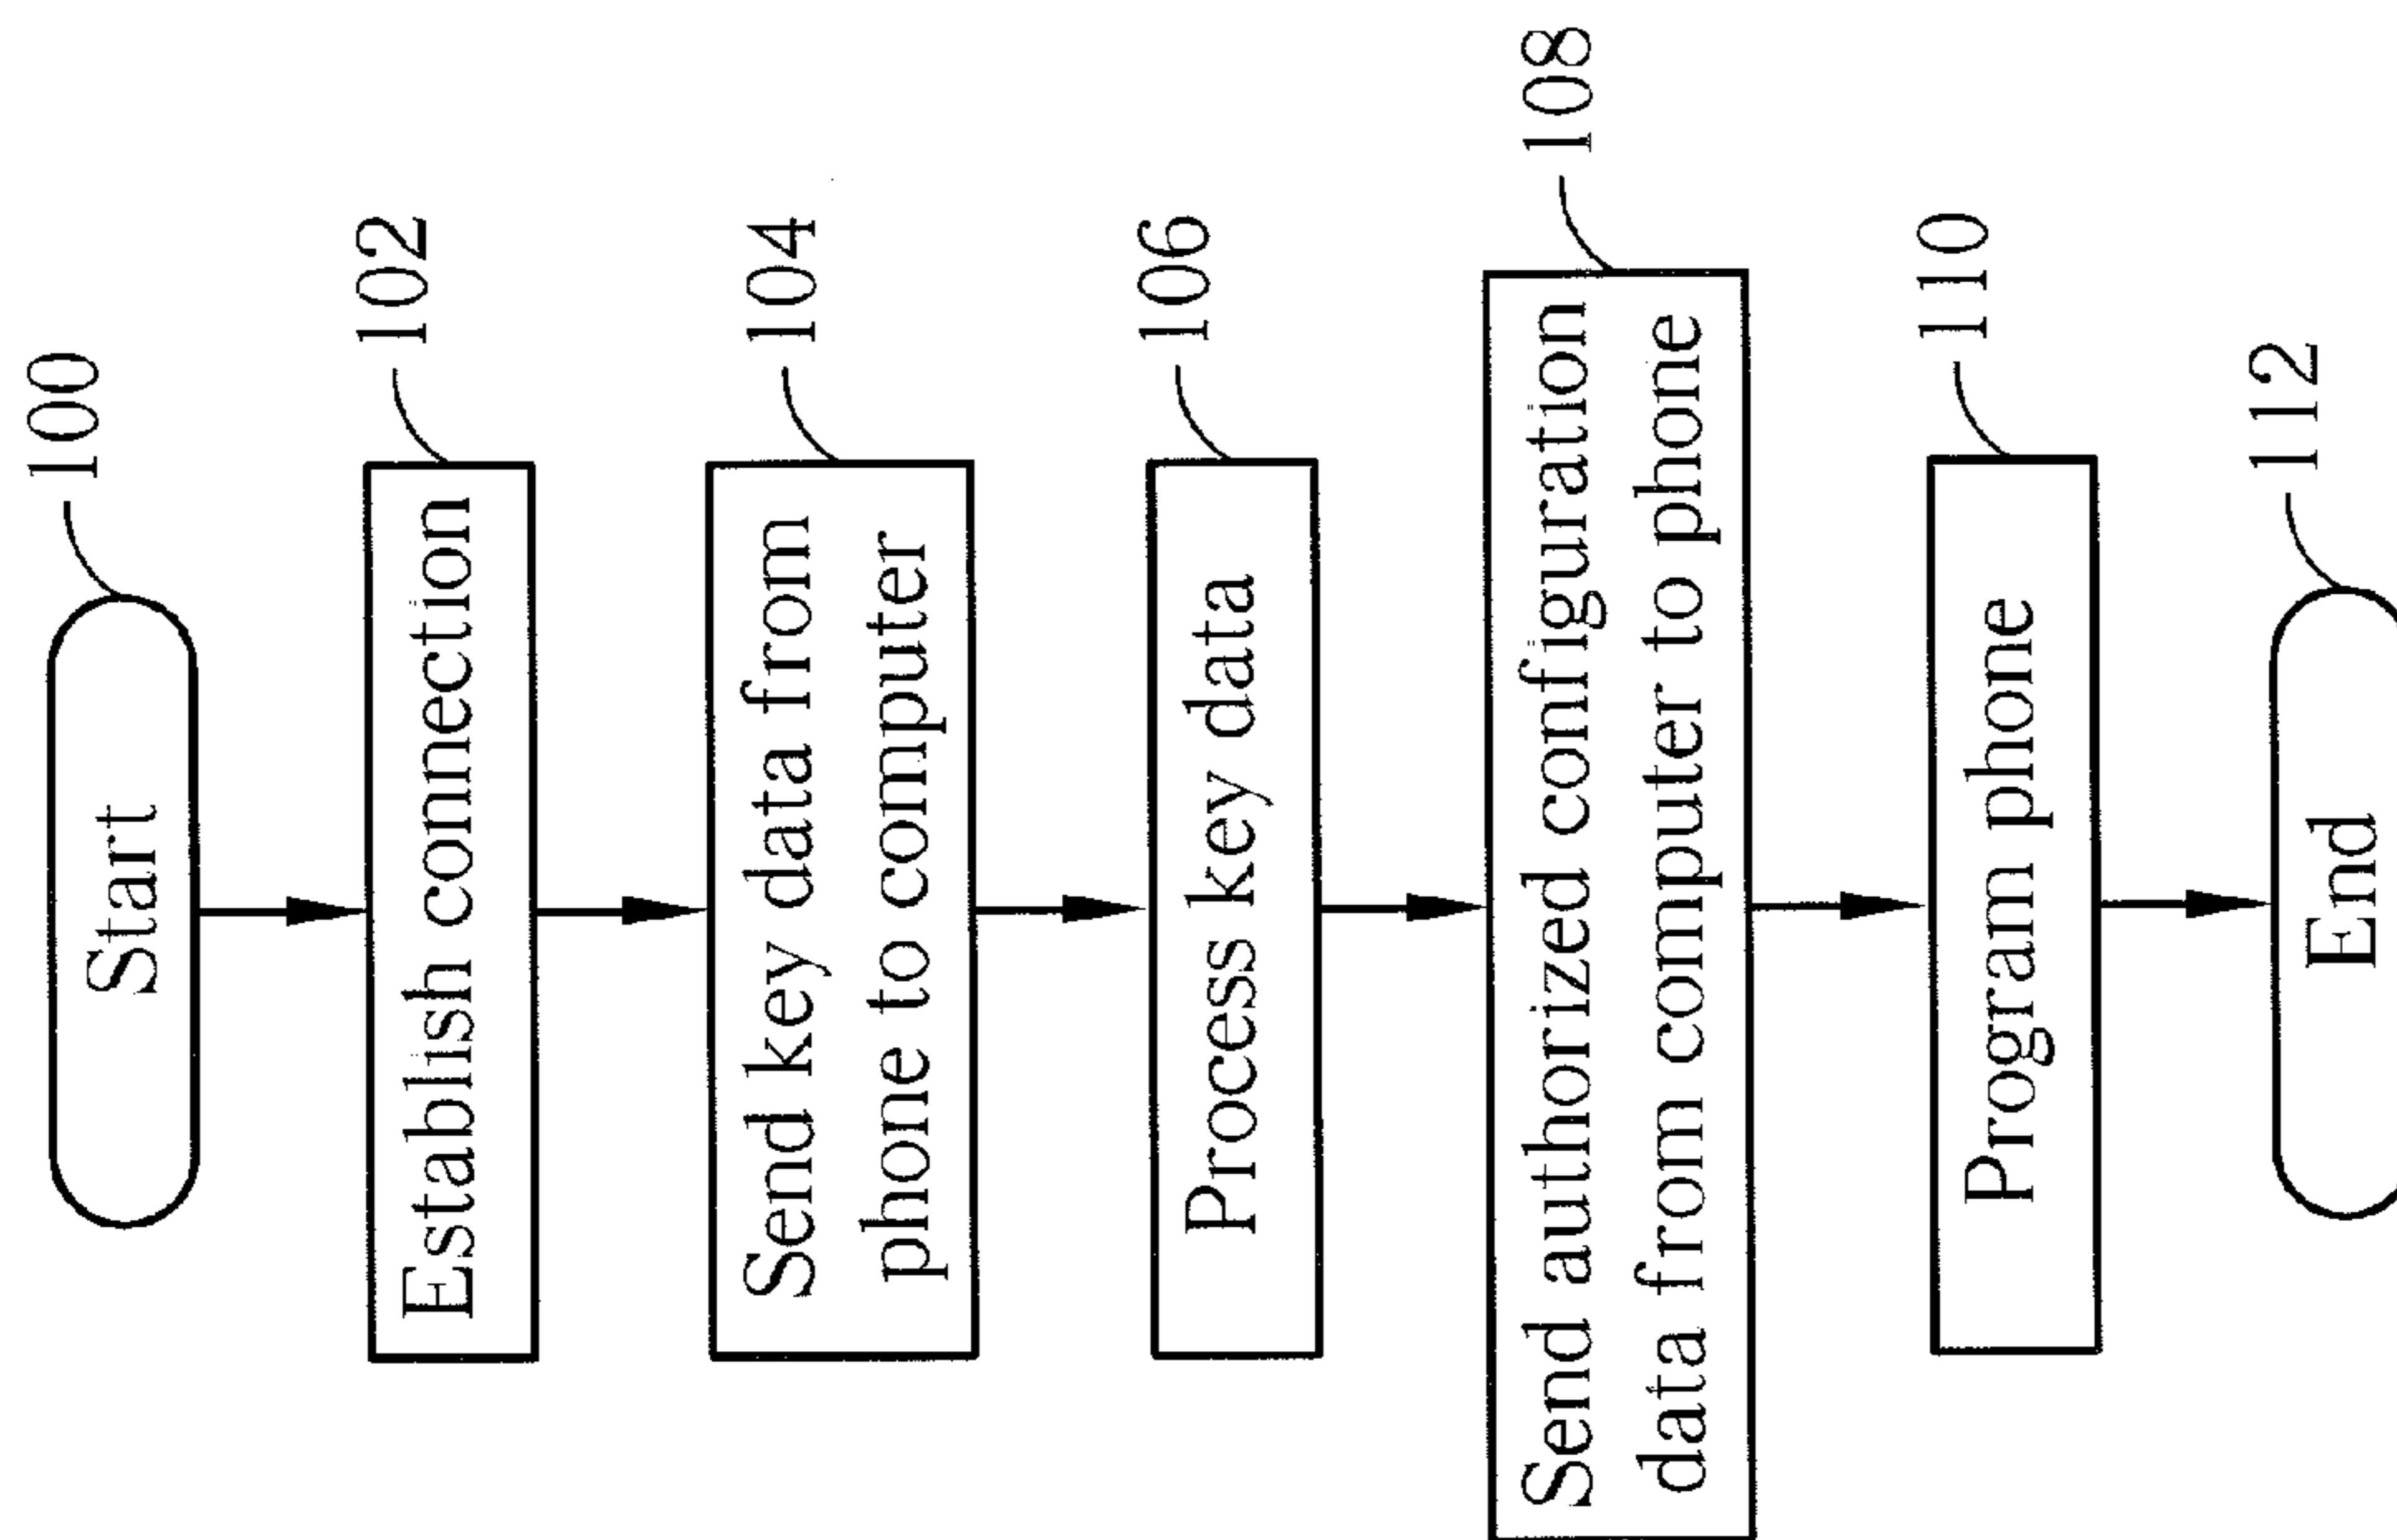 Start
100
Establish connection
102
Send key data from
phone to computer
104
Process key data
106
Send authorized configuration
data from computer to phone
108
Program phone
110
End
112